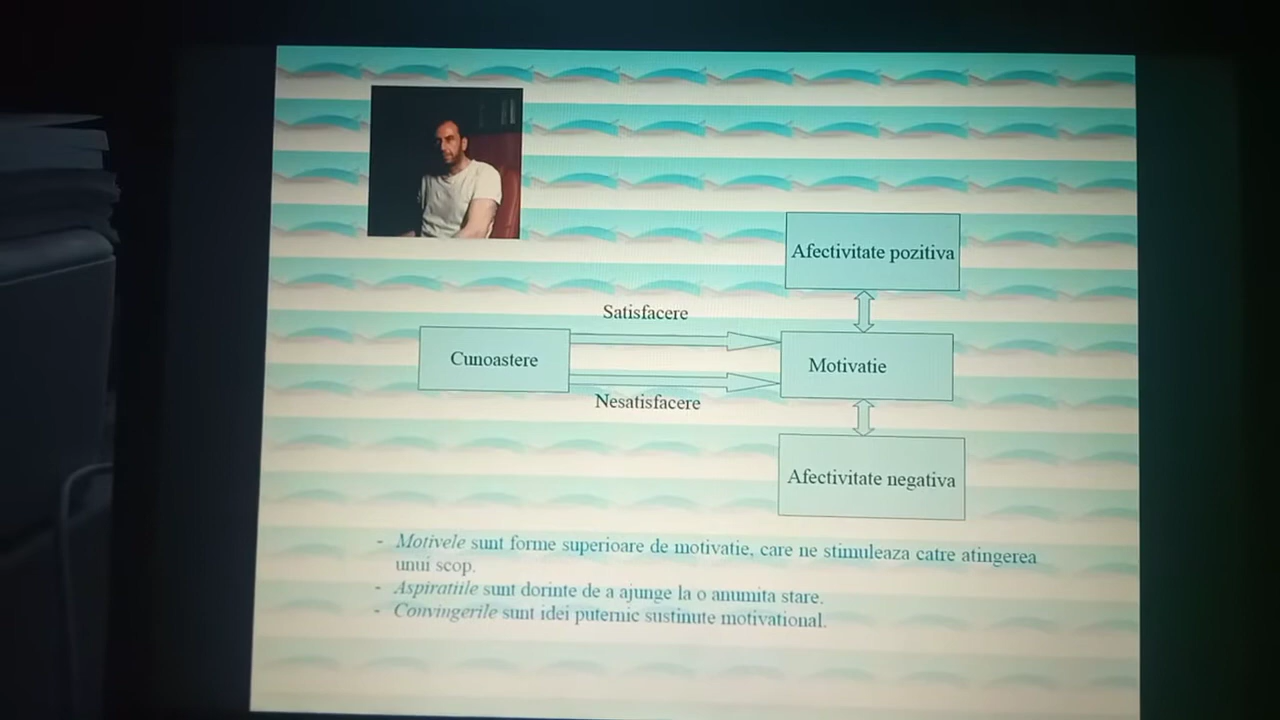 Afectivitate pozitiva
Satisfacere
Cunoastere
Motivatie
Nesatisfacere
Afectivitate negativa
- Motivele sunt forme superioare de motivatie, care ne stimuleaza catre atingerea
unui scop.
- Aspiratiile sunt dorinte de a ajunge la o anumita stare.
- Convingerile sunt idei puternic sustinute motivational.